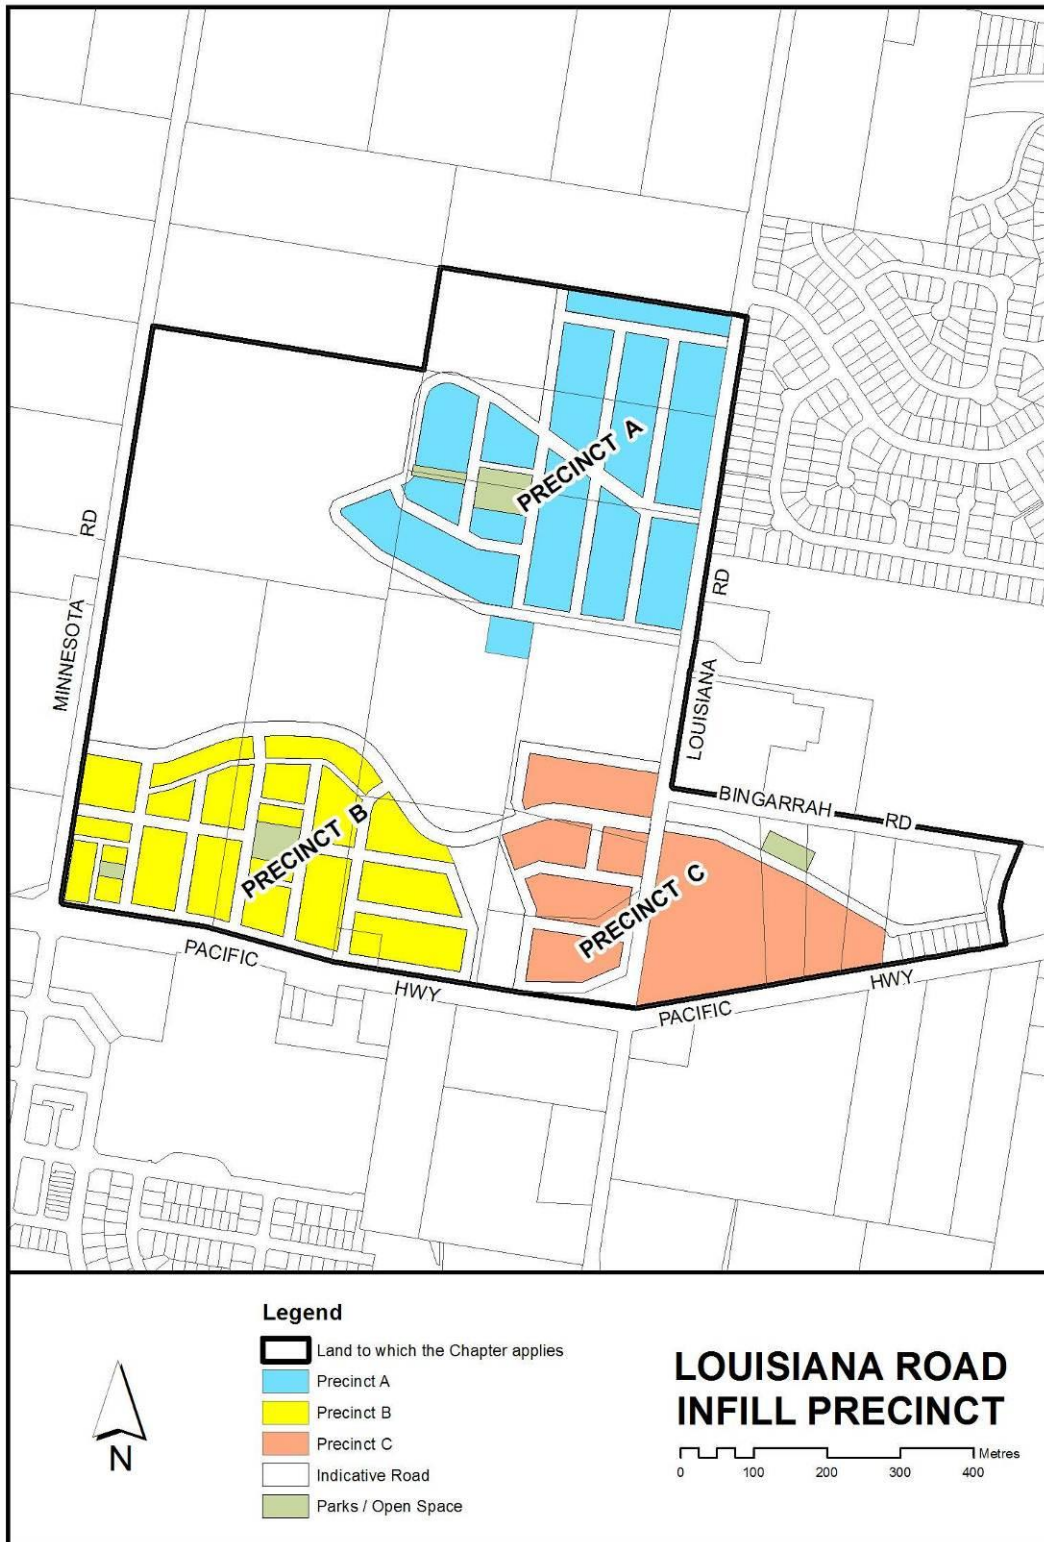 PRECINCT A
RD
MINNESOTA
RD
LOUISIANA
BINGARRAH
RD
PRECINCT B
PRECINCT C
PACIFIC
HWY
PACIFIC
HWY
Legend
Land to which the Chapter applies
Precinct A
Precinct B
Precinct C
Indicative Road
Parks / Open Space
N
LOUISIANA ROAD
INFILL PRECINCT
Metres
0 100 200 300 400